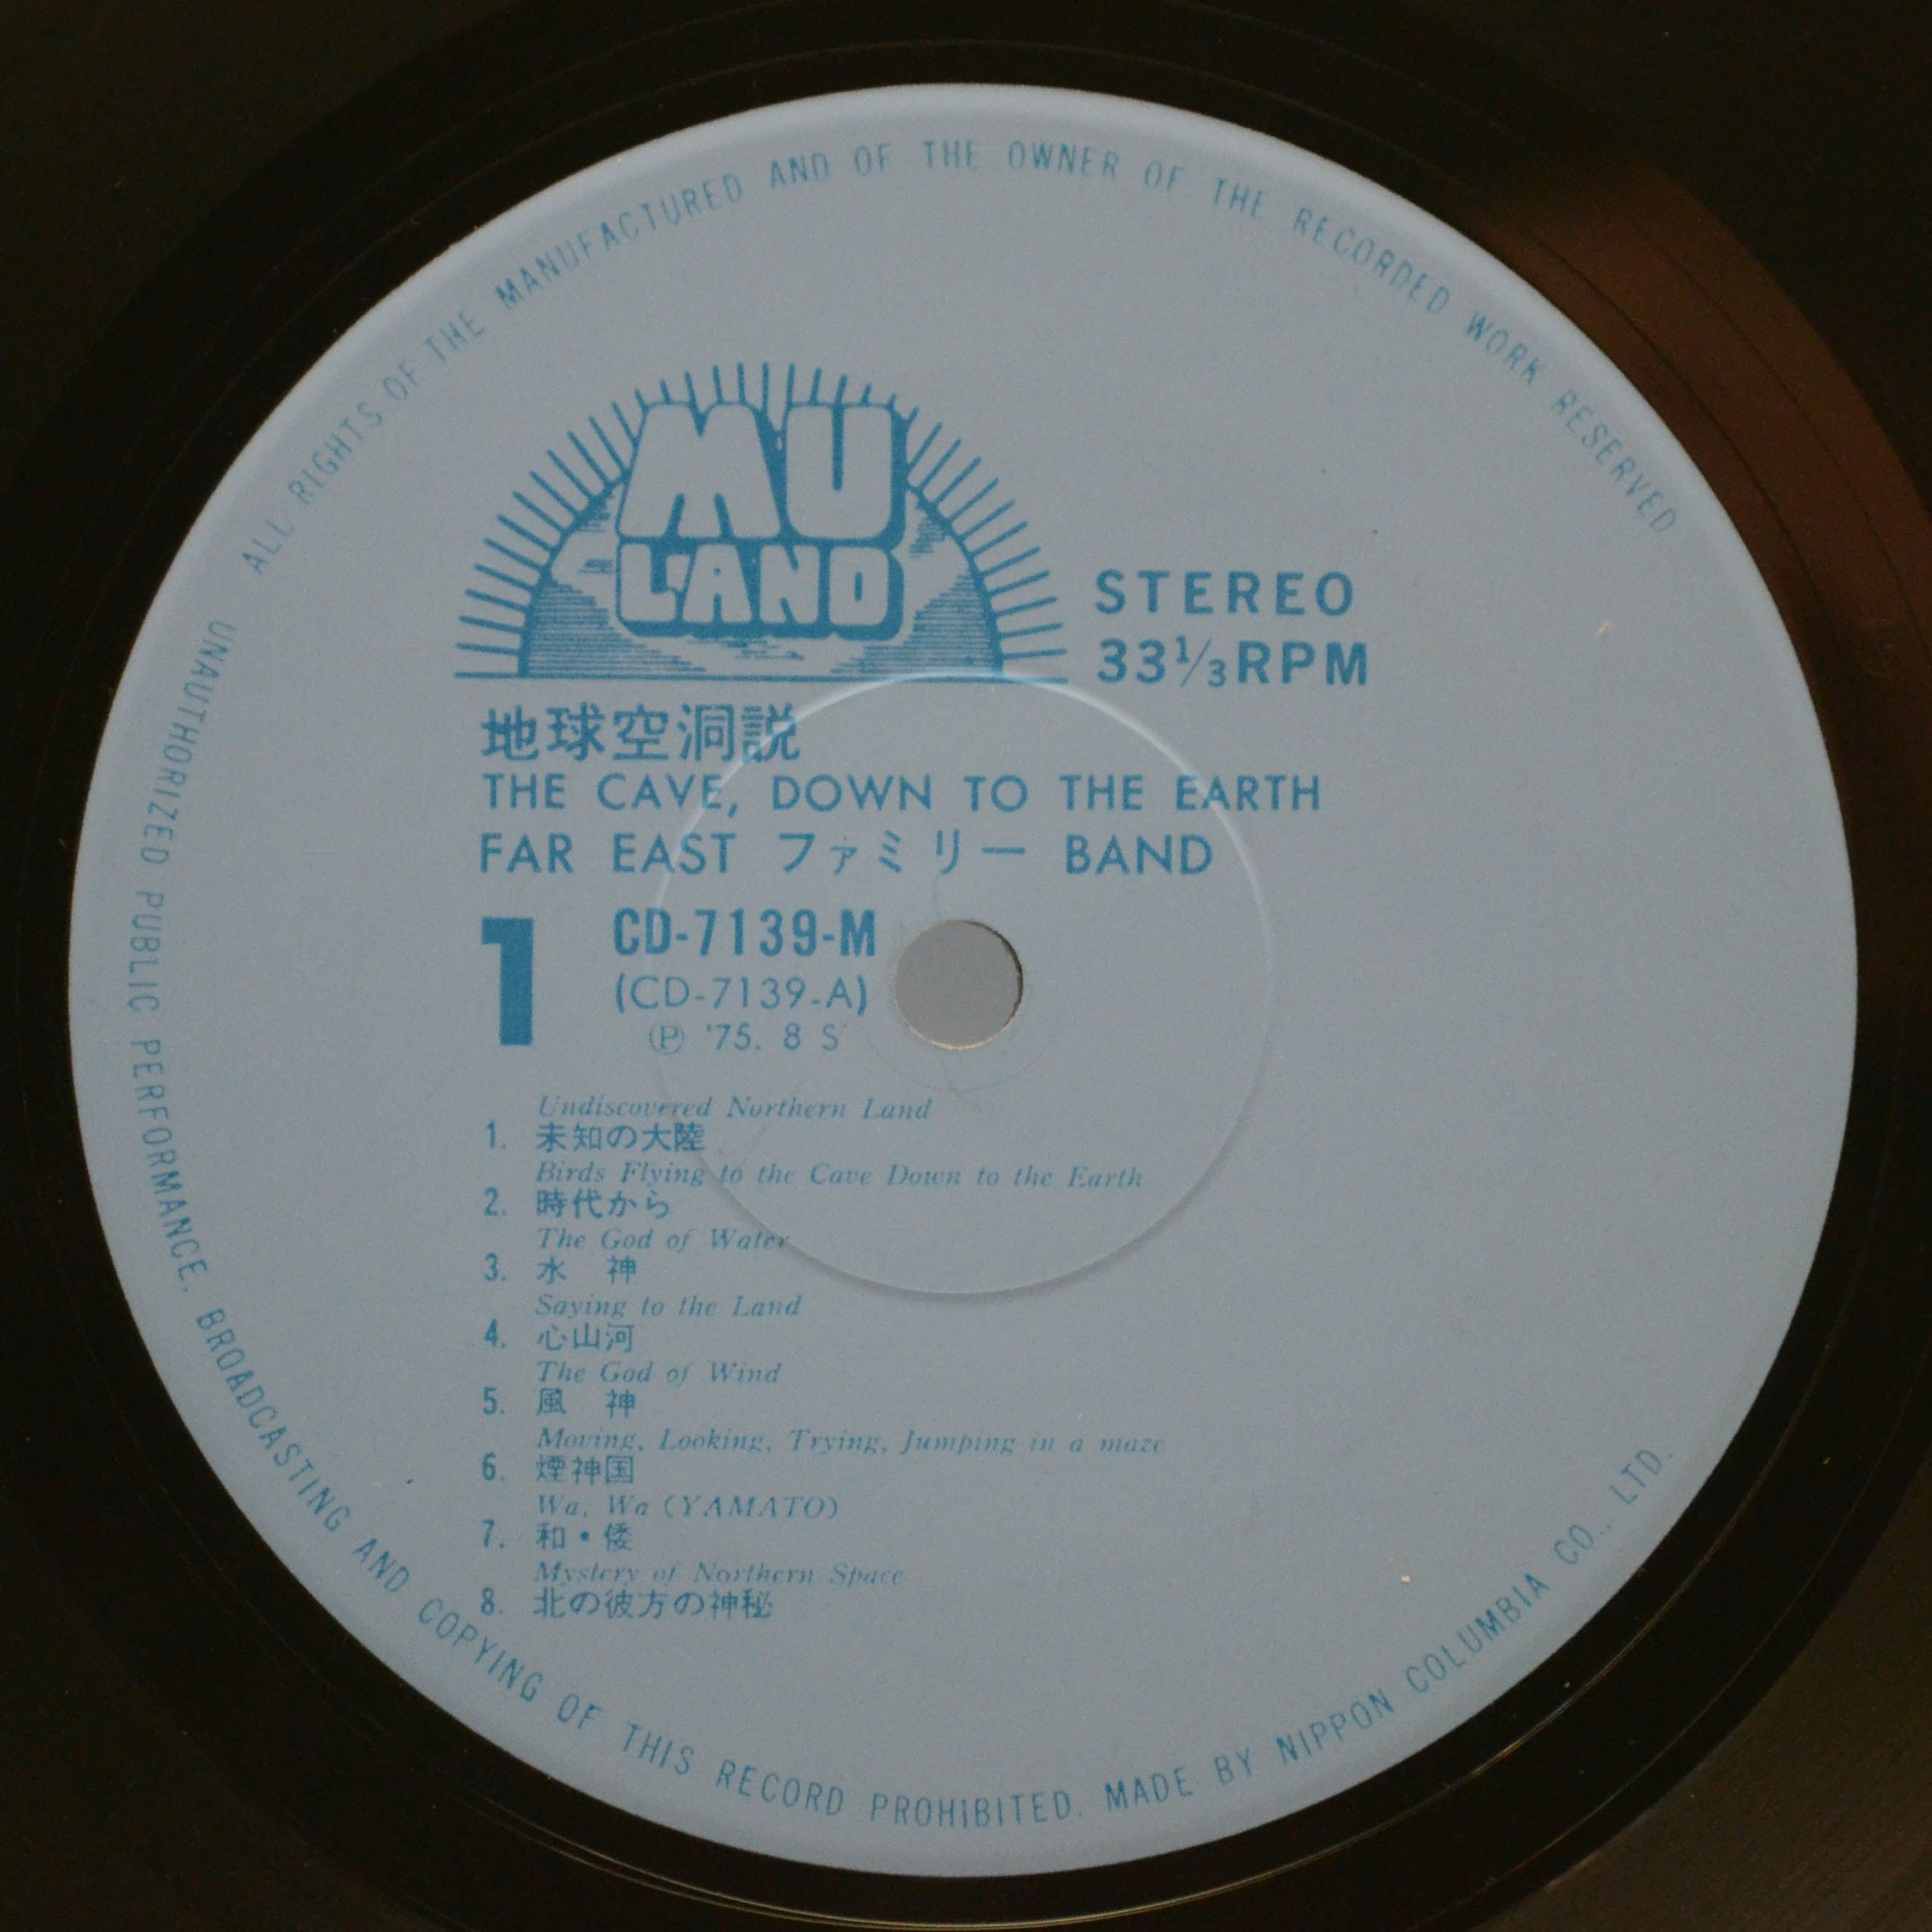 ALL RIGHTS OF THE MANUFACTURED AND OF THE OWNER OF THE RECORDED WORK RESERVED
MU
LAND
STEREO
33⅓RPM
地球空洞説
THE CAVE, DOWN TO THE EARTH
FAR EAST ファミリー BAND
1
CD-7139-M
(CD-7139-A)
Ⓟ '75. 8 S
Undiscovered Northern Land
1. 未知の大陸
Birds Flying to the Cave Down to the Earth
2. 時代から
The God of Water
3. 水 神
Saying to the Land
4. 心山河
The God of Wind
5. 風 神
Moving, Looking, Trying, Jumping in a maze
6. 煙神国
Wa, Wa (YAMATO)
7. 和・倭
Mystery of Northern Space
8. 北の彼方の神秘
UNAUTHORIZED PUBLIC PERFORMANCE, BROADCASTING AND COPYING OF THIS RECORD PROHIBITED. MADE BY NIPPON COLUMBIA CO., LTD.